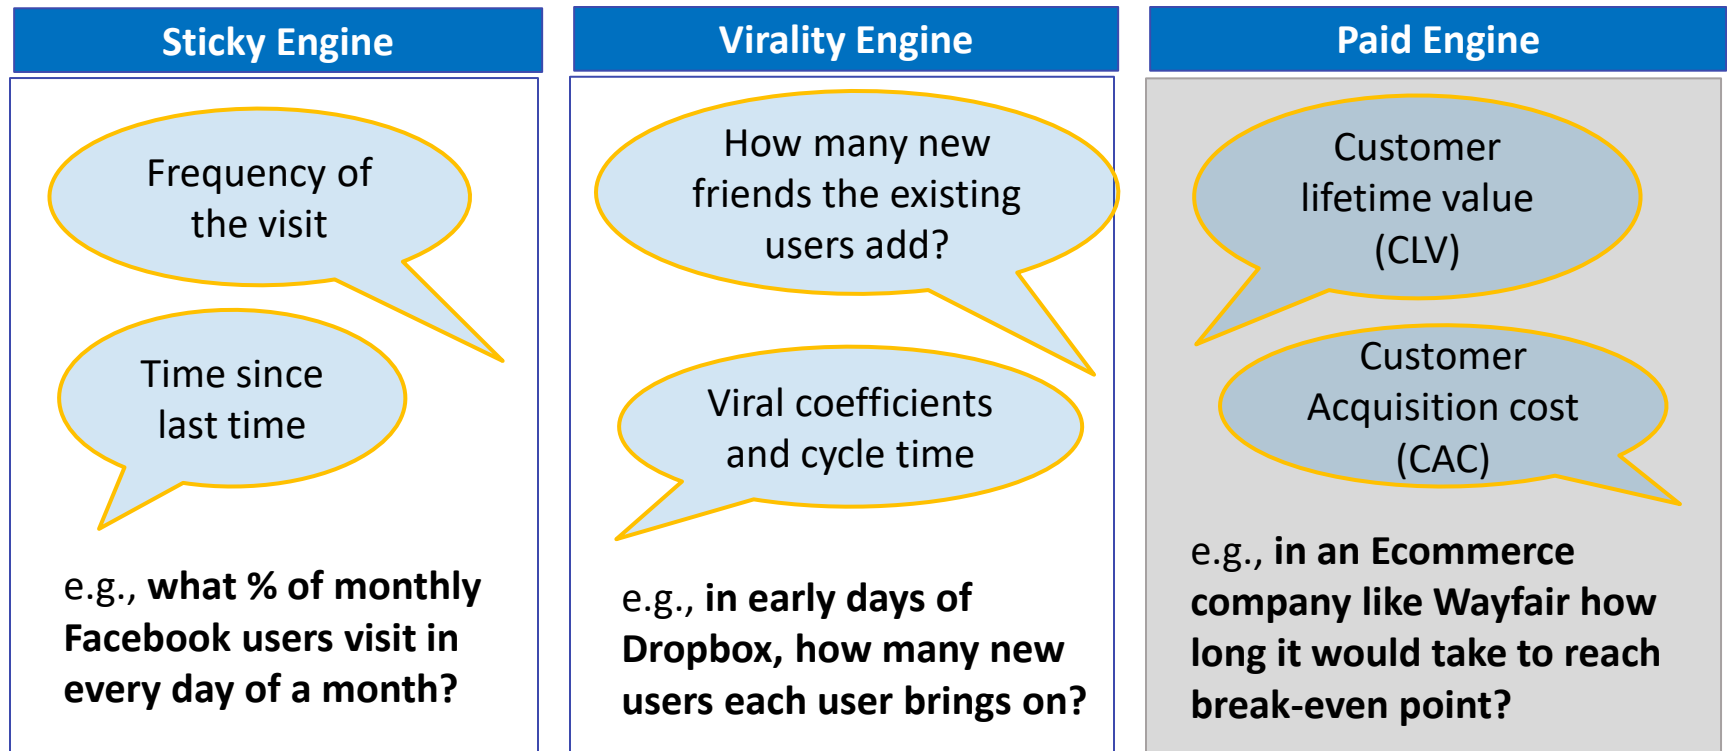 Sticky Engine
Frequency of
the visit
Time since
last time
e.g., what % of monthly
Facebook users visit in
every day of a month?
Virality Engine
How many new
friends the existing
users add?
Viral coefficients
and cycle time
e.g., in early days of
Dropbox, how many new
users each user brings on?
Paid Engine
Customer
lifetime value
(CLV)
Customer
Acquisition cost
(CAC)
e.g., in an Ecommerce
company like Wayfair how
long it would take to reach
break-even point?